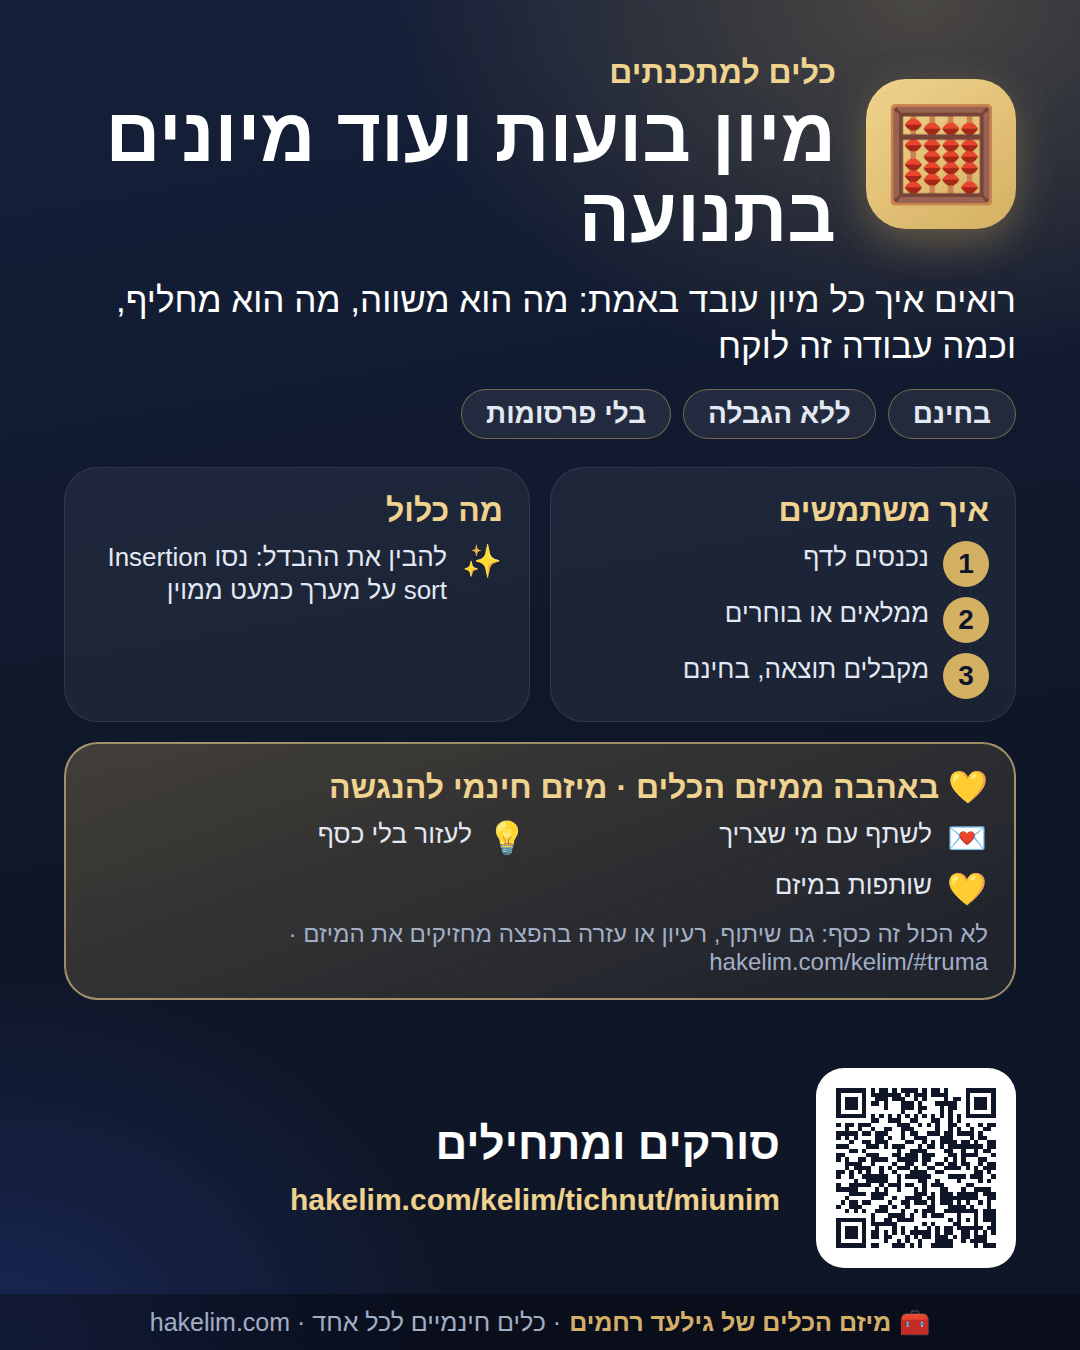 כלים למתכנתים
מיון בועות ועוד מיונים
בתנועה
רואים איך כל מיון עובד באמת: מה הוא משווה, מה הוא מחליף,
וכמה עבודה זה לוקח
בחינם
ללא הגבלה
בלי פרסומות
איך משתמשים
1 נכנסים לדף
2 ממלאים או בוחרים
3 מקבלים תוצאה, בחינם
מה כלול
✨ להבין את ההבדל: נסו Insertion
sort על מערך כמעט ממוין
💛 באהבה ממיזם הכלים · מיזם חינמי להנגשה
💌 לשתף עם מי שצריך
💡 לעזור בלי כסף
💛 שותפות במיזם
לא הכול זה כסף: גם שיתוף, רעיון או עזרה בהפצה מחזיקים את המיזם ·
hakelim.com/kelim/#truma
סורקים ומתחילים
hakelim.com/kelim/tichnut/miunim
🧰 מיזם הכלים של גילעד רחמים · כלים חינמיים לכל אחד · hakelim.com